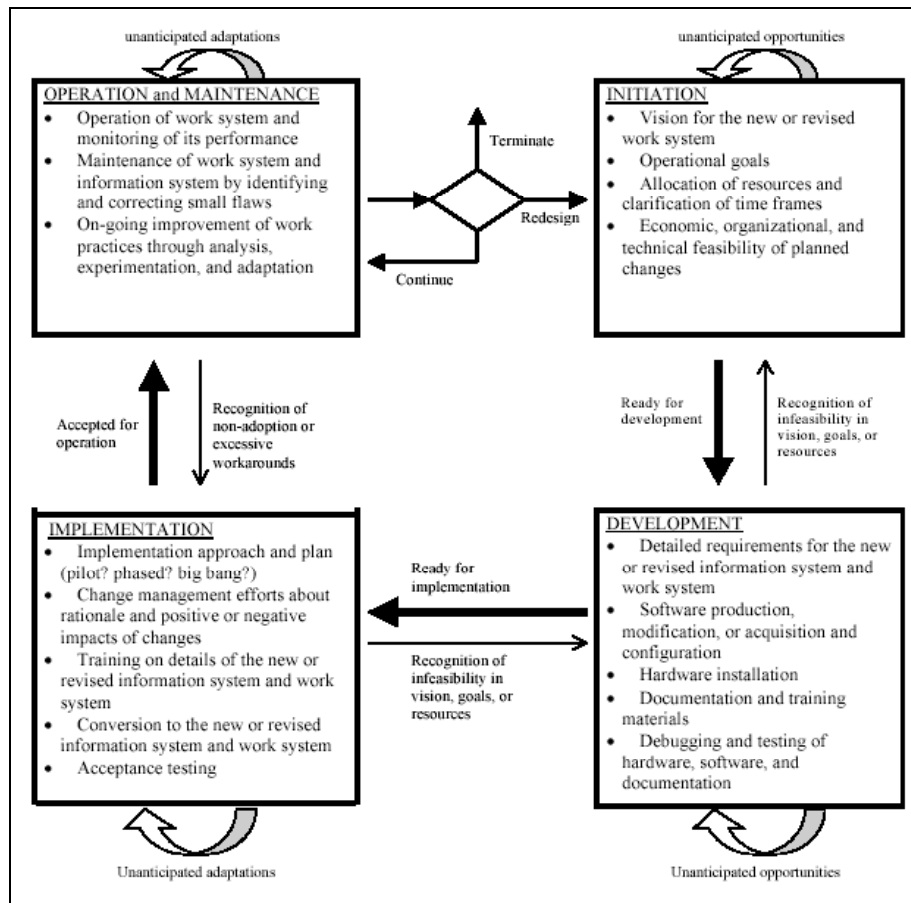 unanticipated adaptations
OPERATION and MAINTENANCE
• Operation of work system and
monitoring of its performance
• Maintenance of work system and
information system by identifying
and correcting small flaws
• On-going improvement of work
practices through analysis,
experimentation, and adaptation
Terminate
Redesign
Continue
unanticipated opportunities
INITIATION
• Vision for the new or revised
work system
• Operational goals
• Allocation of resources and
clarification of time frames
• Economic, organizational, and
technical feasibility of planned
changes
Accepted for
operation
Recognition of
non-adoption or
excessive
workarounds
Ready for
development
Recognition of
infeasibility in
vision, goals, or
resources
IMPLEMENTATION
• Implementation approach and plan
(pilot? phased? big bang?)
• Change management efforts about
rationale and positive or negative
impacts of changes
• Training on details of the new or
revised information system and work
system
• Conversion to the new or revised
information system and work system
• Acceptance testing
Unanticipated adaptations
Ready for
implementation
Recognition of
infeasibility in
vision, goals, or
resources
DEVELOPMENT
• Detailed requirements for the new
or revised information system and
work system
• Software production,
modification, or acquisition and
configuration
• Hardware installation
• Documentation and training
materials
• Debugging and testing of
hardware, software, and
documentation
Unanticipated opportunities